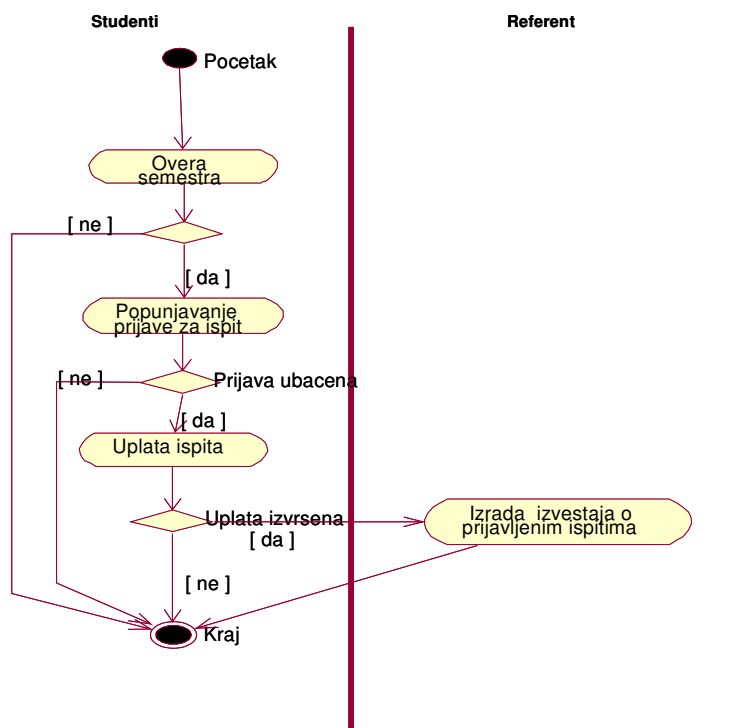 Studenti
Referent
Pocetak
Overa
semestra
[ ne ]
[ da ]
Popunjavanje
prijave za ispit
[ ne ]
Prijava ubacena
[ da ]
Uplata ispita
Uplata izvrsena
[ da ]
Izrada izvestaja o
prijavljenim ispitima
[ ne ]
Kraj